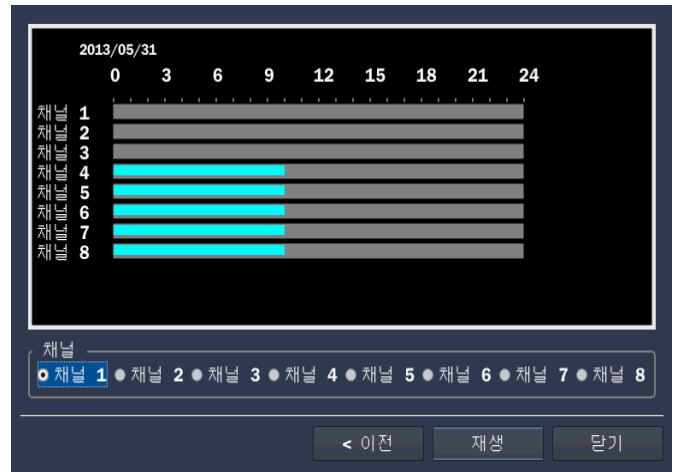 2013/05/31
0 3 6 9 12 15 18 21 24
채널 1
채널 2
채널 3
채널 4
채널 5
채널 6
채널 7
채널 8
채널
채널 1 채널 2 채널 3 채널 4 채널 5 채널 6 채널 7 채널 8
< 이전 재생 닫기